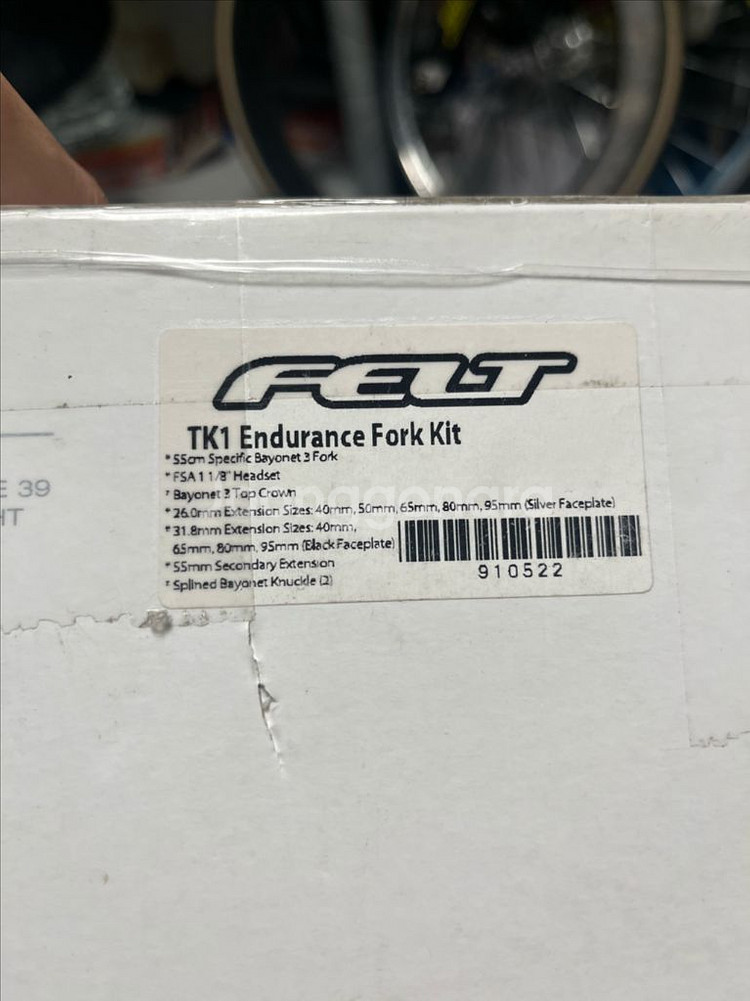 FELT
TK1 Endurance Fork Kit
* 55cm Specific Bayonet 3 Fork
* FSA 1 1/8" Headset
* Bayonet 3 Top Crown
* 26.0mm Extension Sizes: 40mm, 50mm, 65mm, 80mm, 95mm (Silver Faceplate)
* 31.8mm Extension Sizes: 40mm,
65mm, 80mm, 95mm (Black Faceplate)
* 55mm Secondary Extension
* Splined Bayonet Knuckle (2)
910522
E 39
HT